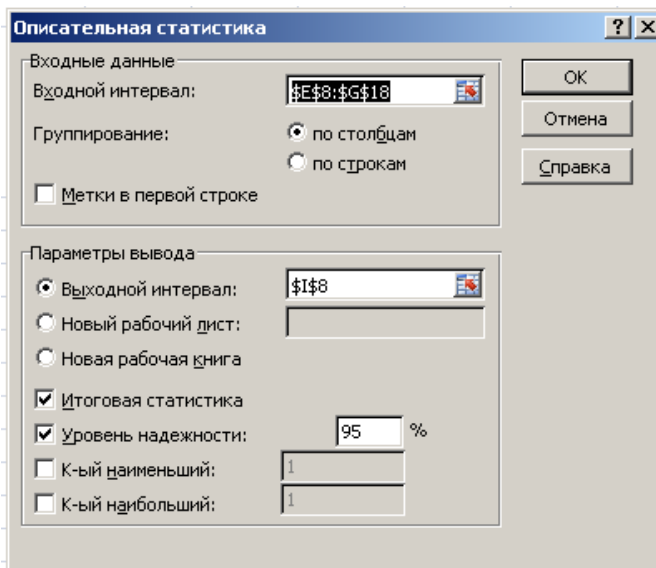 Описательная статистика
Входные данные
Входной интервал: $E$8:$G$18
Группирование: по столбцам
по строкам
Метки в первой строке
OK
Отмена
Справка
Параметры вывода
Выходной интервал: $I$8
Новый рабочий лист:
Новая рабочая книга
Итоговая статистика
Уровень надежности: 95 %
К-ый наименьший: 1
К-ый наибольший: 1